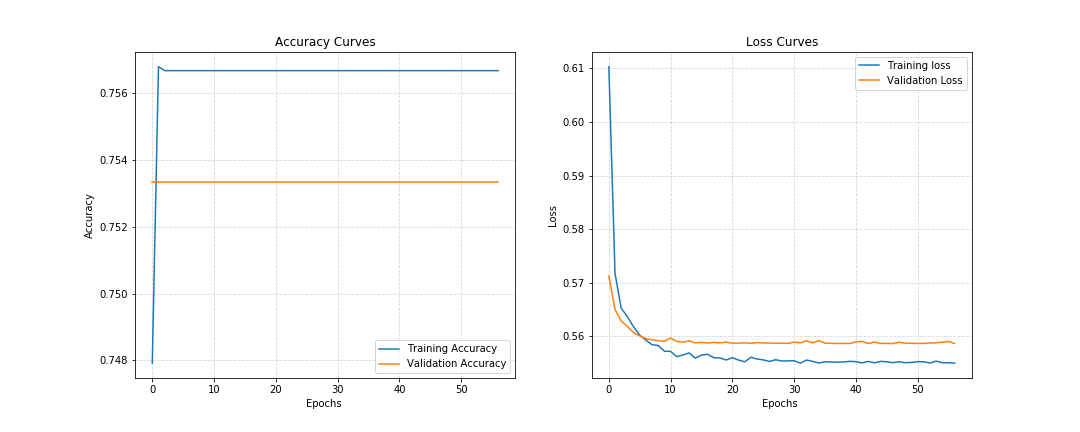 Accuracy Curves
Accuracy
0.756
0.754
0.752
0.750
0.748
0 10 20 30 40 50
Epochs
Training Accuracy
Validation Accuracy
Loss Curves
Loss
0.61
0.60
0.59
0.58
0.57
0.56
0 10 20 30 40 50
Epochs
Training loss
Validation Loss